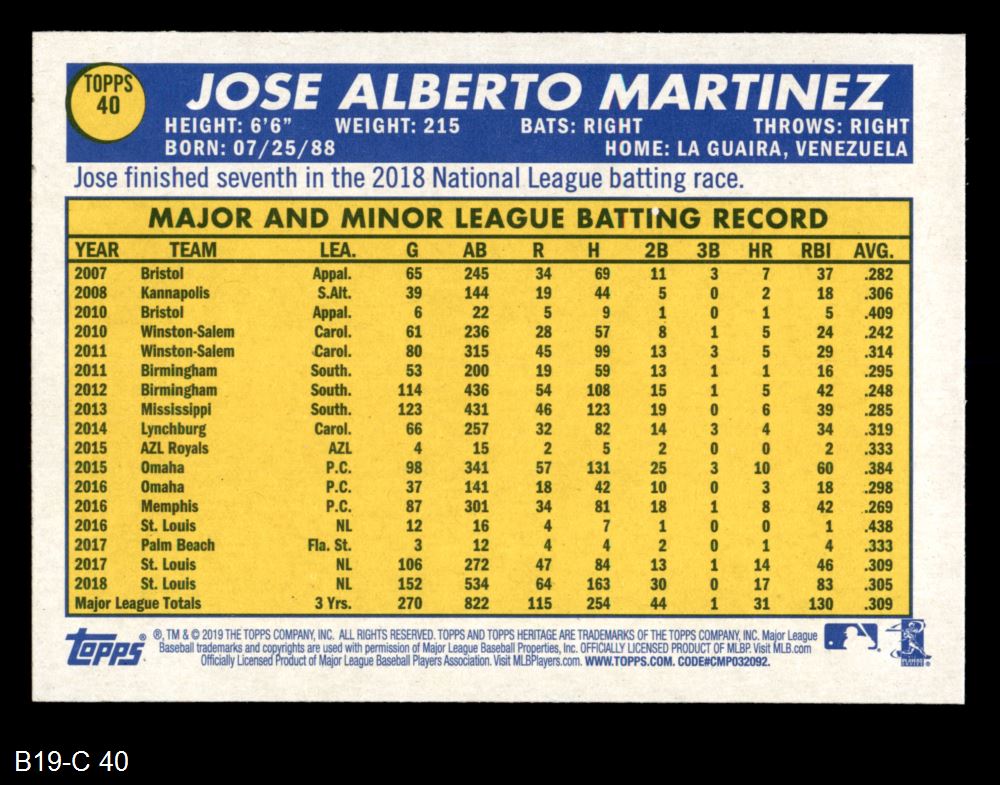 TOPPS
40
JOSE ALBERTO MARTINEZ
HEIGHT: 6'6" WEIGHT: 215 BATS: RIGHT THROWS: RIGHT
BORN: 07/25/88 HOME: LA GUAIRA, VENEZUELA
Jose finished seventh in the 2018 National League batting race.
MAJOR AND MINOR LEAGUE BATTING RECORD
YEAR TEAM LEA. G AB R H 2B 3B HR RBI AVG.
2007 Bristol Appal. 65 245 34 69 11 3 7 37 .282
2008 Kannapolis S.Alt. 39 144 19 44 5 0 2 18 .306
2010 Bristol Appal. 6 22 5 9 1 0 1 5 .409
2010 Winston-Salem Carol. 61 236 28 57 8 1 5 24 .242
2011 Winston-Salem Carol. 80 315 45 99 13 3 5 29 .314
2011 Birmingham South. 53 200 19 59 13 1 1 16 .295
2012 Birmingham South. 114 436 54 108 15 1 5 42 .248
2013 Mississippi South. 123 431 46 123 19 0 6 39 .285
2014 Lynchburg Carol. 66 257 32 82 14 3 4 34 .319
2015 AZL Royals AZL 4 15 2 5 2 0 0 2 .333
2015 Omaha P.C. 98 341 57 131 25 3 10 60 .384
2016 Omaha P.C. 37 141 18 42 10 0 3 18 .298
2016 Memphis P.C. 87 301 34 81 18 1 8 42 .269
2016 St. Louis NL 12 16 4 7 1 0 0 1 .438
2017 Palm Beach Fla. St. 3 12 4 4 2 0 1 4 .333
2017 St. Louis NL 106 272 47 84 13 1 14 46 .309
2018 St. Louis NL 152 534 64 163 30 0 17 83 .305
Major League Totals 3 Yrs. 270 822 115 254 44 1 31 130 .309
topps® ®, TM & © 2019 THE TOPPS COMPANY, INC. ALL RIGHTS RESERVED. TOPPS AND TOPPS HERITAGE ARE TRADEMARKS OF THE TOPPS COMPANY, INC. Major League
Baseball trademarks and copyrights are used with permission of Major League Baseball Properties, Inc. OFFICIALLY LICENSED PRODUCT OF MLBP. Visit MLB.com
Officially Licensed Product of Major League Baseball Players Association. Visit MLBPlayers.com. WWW.TOPPS.COM. CODE#CMP032092.
B19-C 40